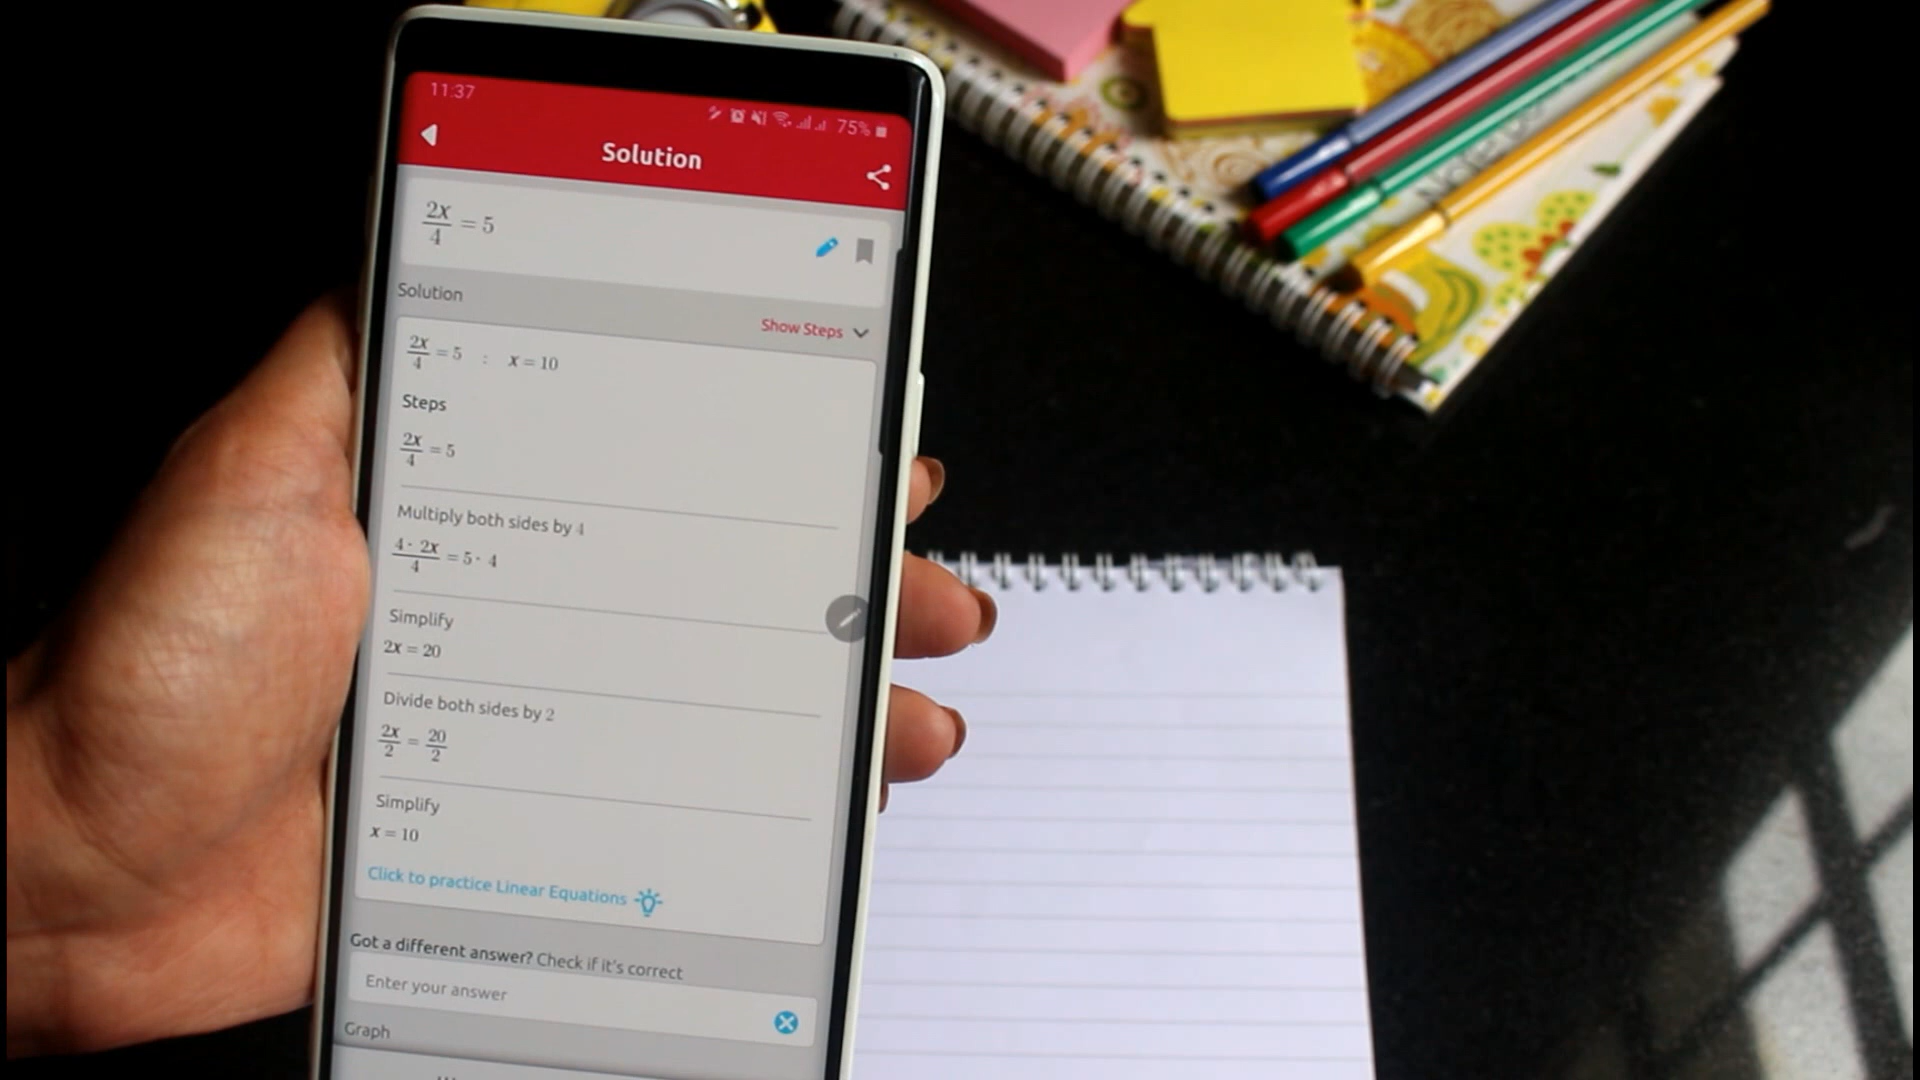 11:37
75%
Solution
2x/4 = 5
Solution
Show Steps
2x/4 = 5 : x = 10
Steps
2x/4 = 5
Multiply both sides by 4
4· 2x/4 = 5· 4
Simplify
2x = 20
Divide both sides by 2
2x/2 = 20/2
Simplify
x = 10
Click to practice Linear Equations
Got a different answer? Check if it's correct
Enter your answer
Graph